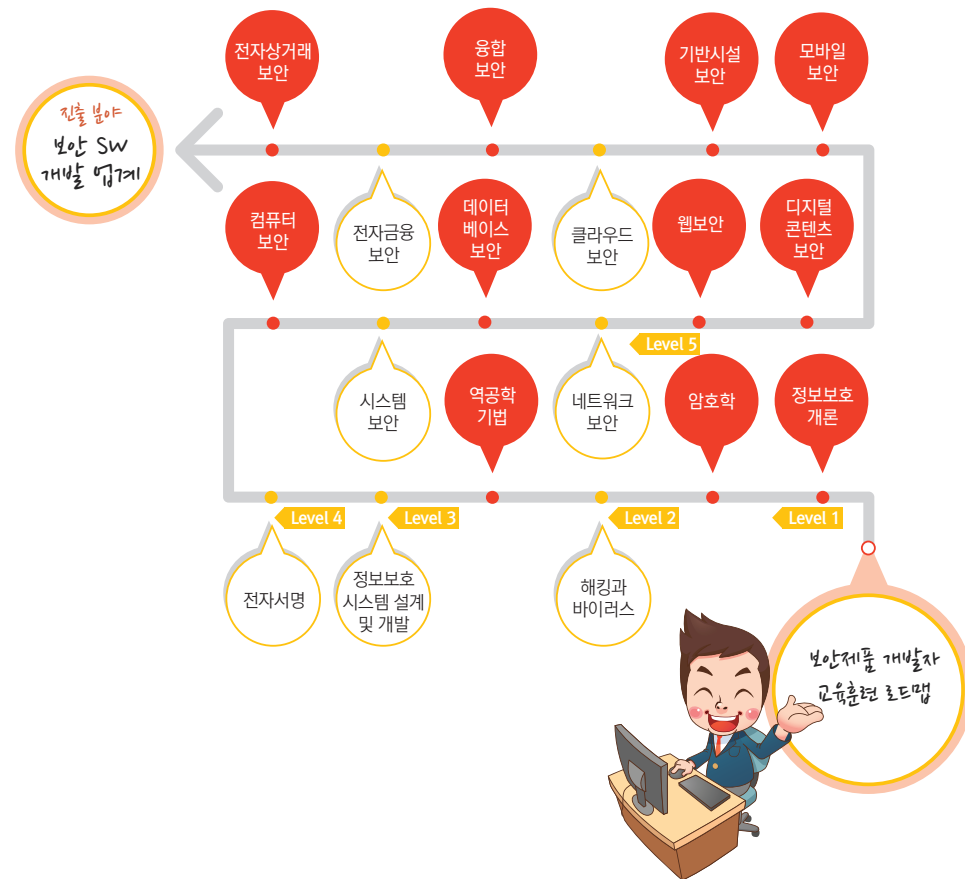 전자상거래
보안
융합
보안
기반시설
보안
모바일
보안
진출 분야
보안 SW
개발 업계
컴퓨터
보안
전자금융
보안
데이터
베이스
보안
클라우드
보안
웹보안
디지털
콘텐츠
보안
Level 5
시스템
보안
역공학
기법
네트워크
보안
암호학
정보보호
개론
Level 4
Level 3
Level 2
Level 1
전자서명
정보보호
시스템 설계
및 개발
해킹과
바이러스
보안제품 개발자
교육훈련 로드맵